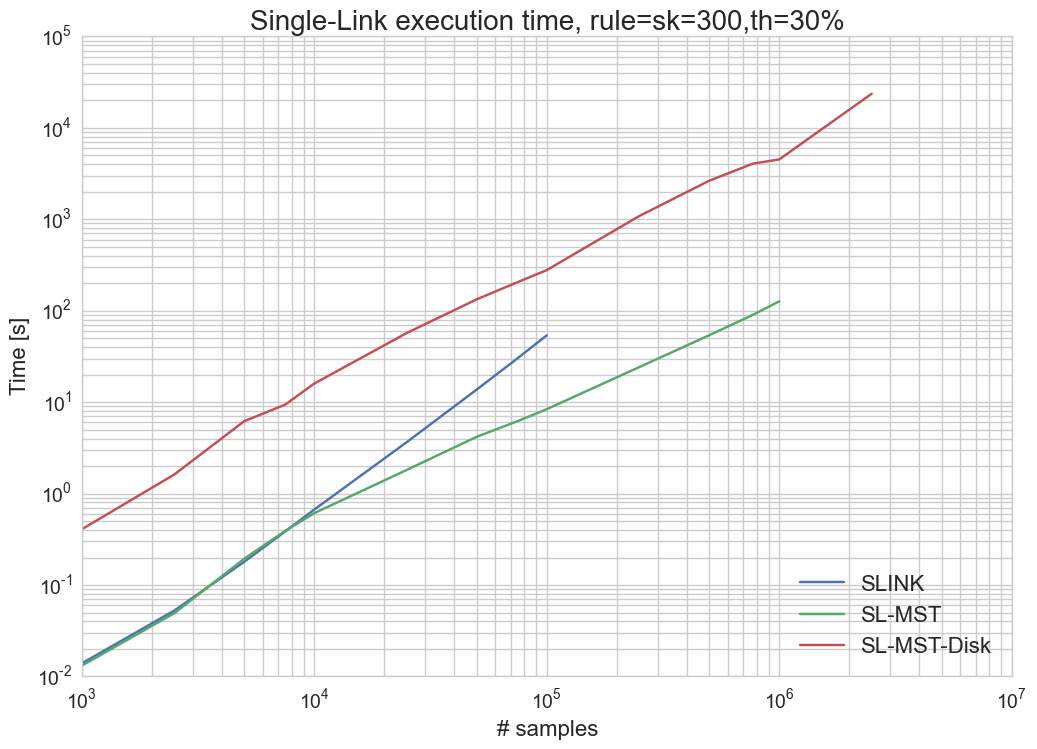 Single-Link execution time, rule=sk=300,th=30%
10^5
10^4
10^3
10^2
10^1
10^0
10^-1
10^-2
Time [s]
10^3 10^4 10^5 10^6 10^7
# samples
SLINK
SL-MST
SL-MST-Disk